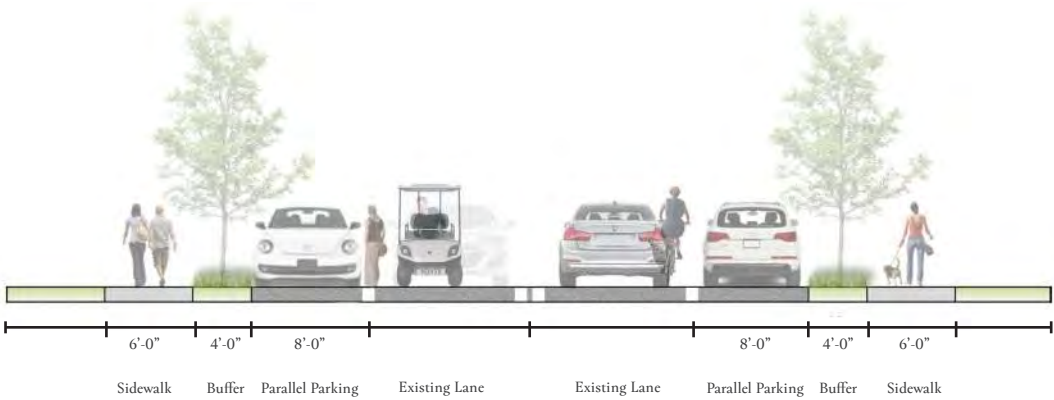 6'-0” 4'-0” 8'-0” 8'-0” 4'-0” 6'-0”
Sidewalk Buffer Parallel Parking Existing Lane Existing Lane Parallel Parking Buffer Sidewalk